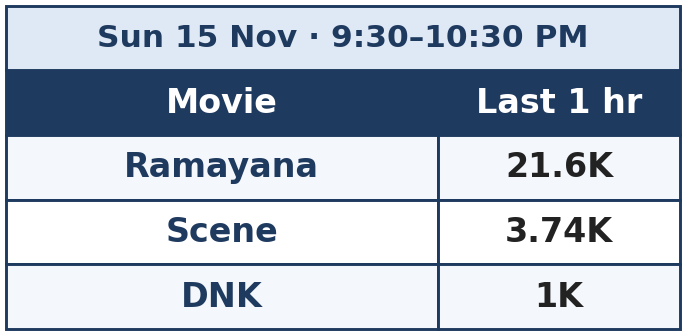 Sun 15 Nov · 9:30–10:30 PM
Movie Last 1 hr
Ramayana 21.6K
Scene 3.74K
DNK 1K